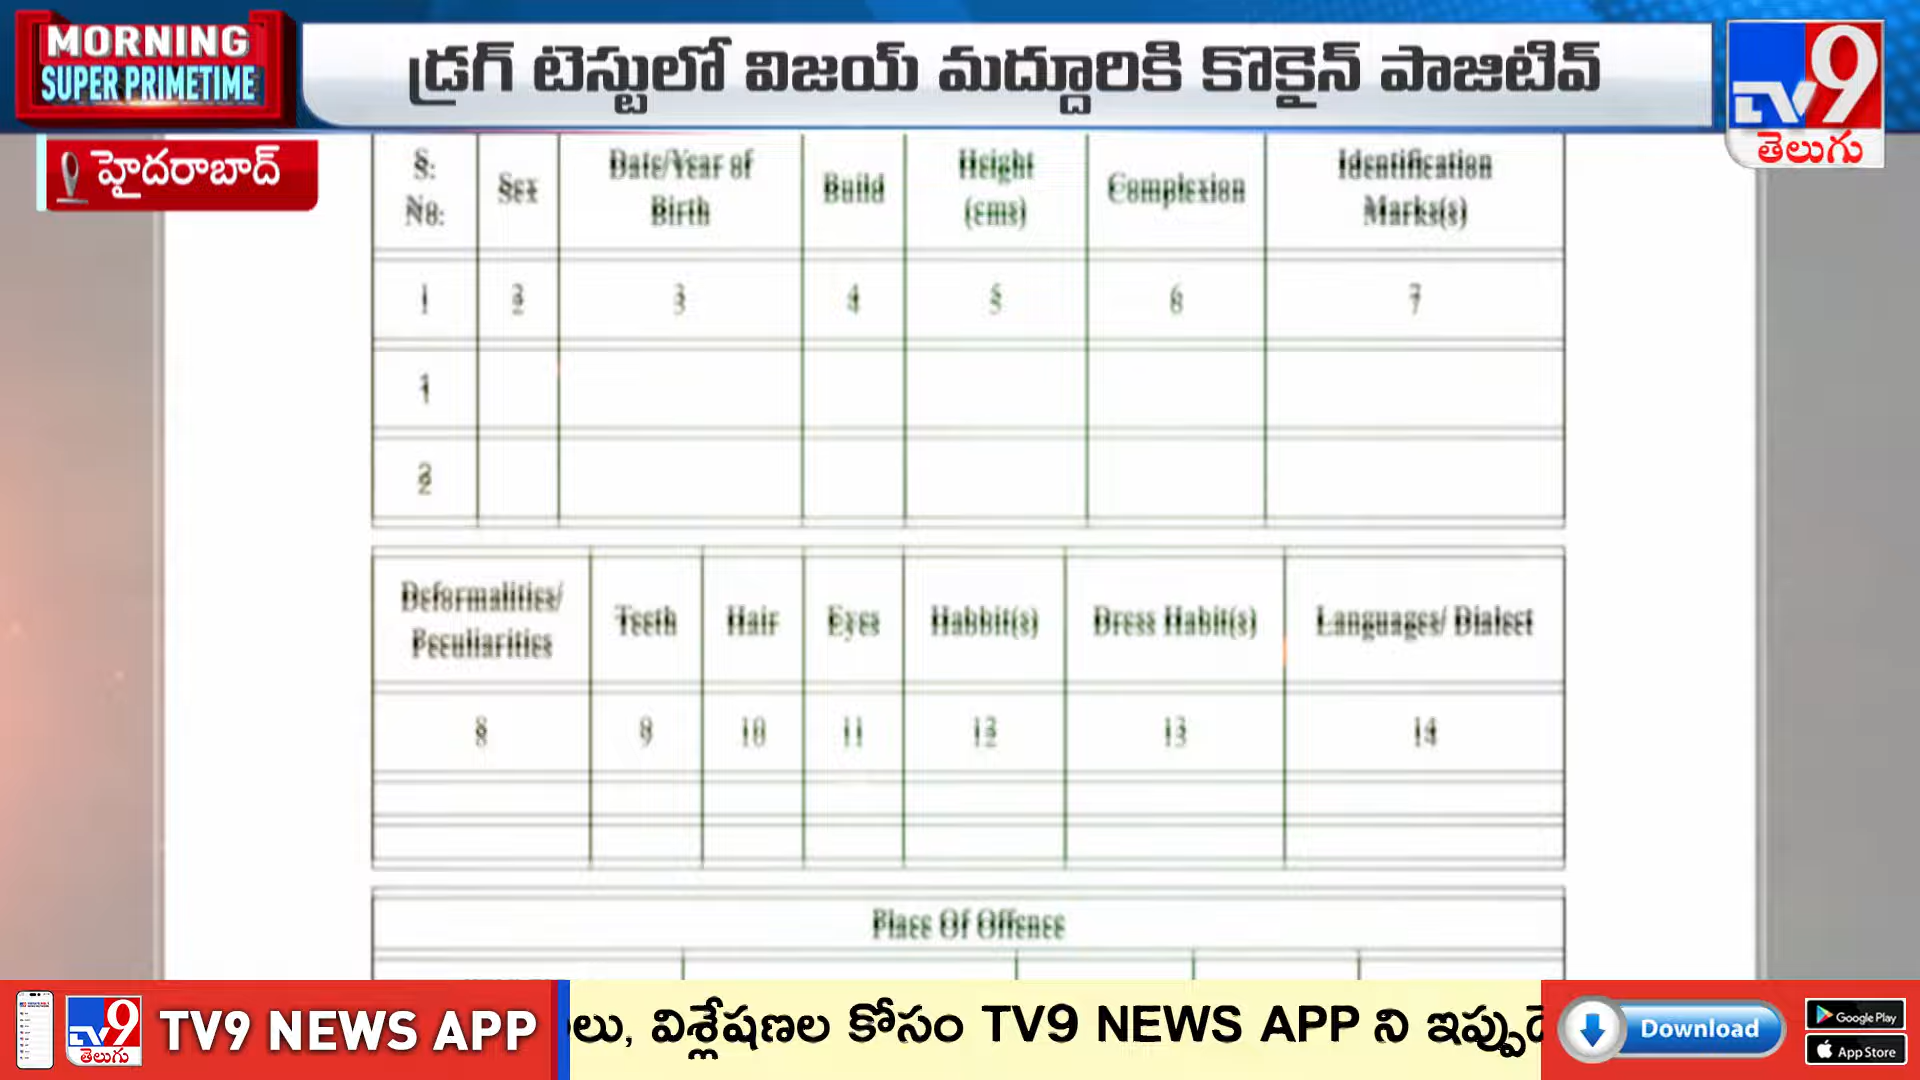 MORNING
SUPER PRIMETIME
డ్రగ్ టెస్టులో విజయ్ మద్దూరికి కొకైన్ పాజిటివ్
TV9
తెలుగు
హైదరాబాద్
S. No. Sex Date/Year of Birth Build Height (cms) Complexion Identification Marks(s)
1 2 3 4 5 6 7
1
2
Deformalities/ Peculiarities Teeth Hair Eyes Habbit(s) Dress Habit(s) Languages/ Dialect
8 9 10 11 12 13 14
Place Of Offence
TV9
తెలుగు
TV9 NEWS APP
లు, విశ్లేషణల కోసం TV9 NEWS APP ని ఇప్పుడే
Download
Google Play
App Store